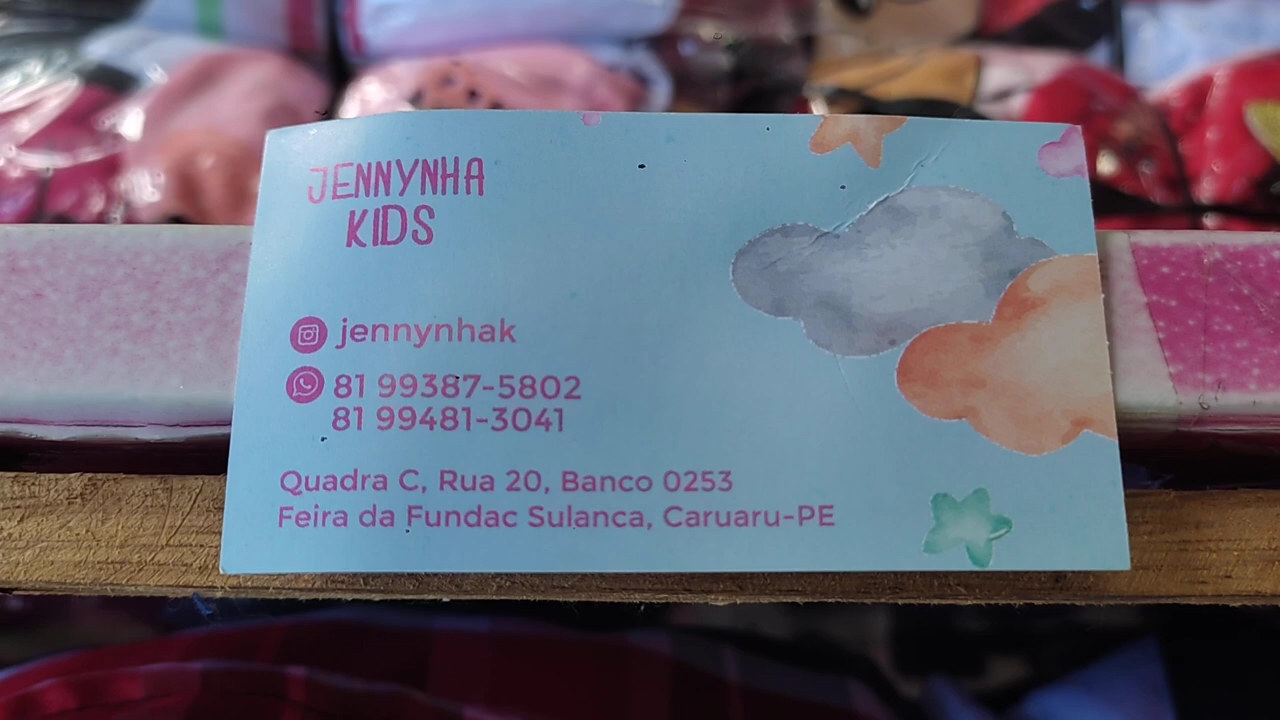 JENNYNHA
KIDS
jennynhak
81 99387-5802
81 99481-3041
Quadra C, Rua 20, Banco 0253
Feira da Fundac Sulanca, Caruaru-PE